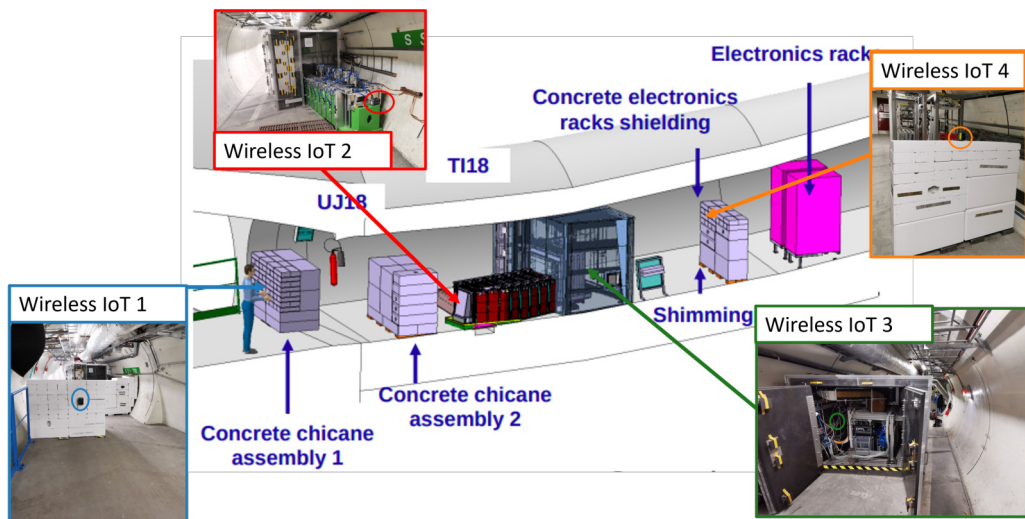 Wireless IoT 2
S
Electronics rack
Wireless IoT 4
Concrete electronics
racks shielding
TI18
UJ18
Wireless IoT 1
Shimming
Wireless IoT 3
Concrete chicane
assembly 2
Concrete chicane
assembly 1